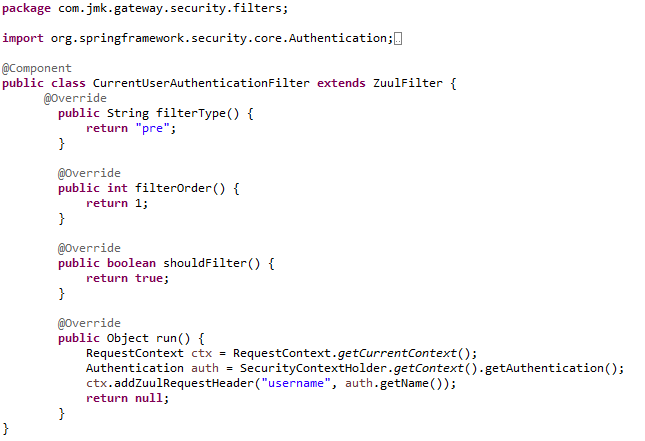 package com.jmk.gateway.security.filters;
import org.springframework.security.core.Authentication;
@Component
public class CurrentUserAuthenticationFilter extends ZuulFilter {
@Override
public String filterType() {
return "pre";
}
@Override
public int filterOrder() {
return 1;
}
@Override
public boolean shouldFilter() {
return true;
}
@Override
public Object run() {
RequestContext ctx = RequestContext.getCurrentContext();
Authentication auth = SecurityContextHolder.getContext().getAuthentication();
ctx.addZuulRequestHeader("username", auth.getName());
return null;
}
}